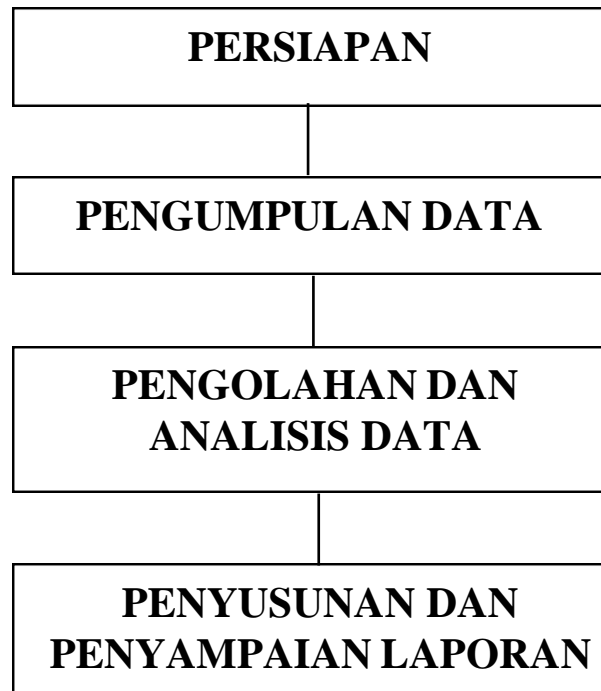 PERSIAPAN
PENGUMPULAN DATA
PENGOLAHAN DAN
ANALISIS DATA
PENYUSUNAN DAN
PENYAMPAIAN LAPORAN